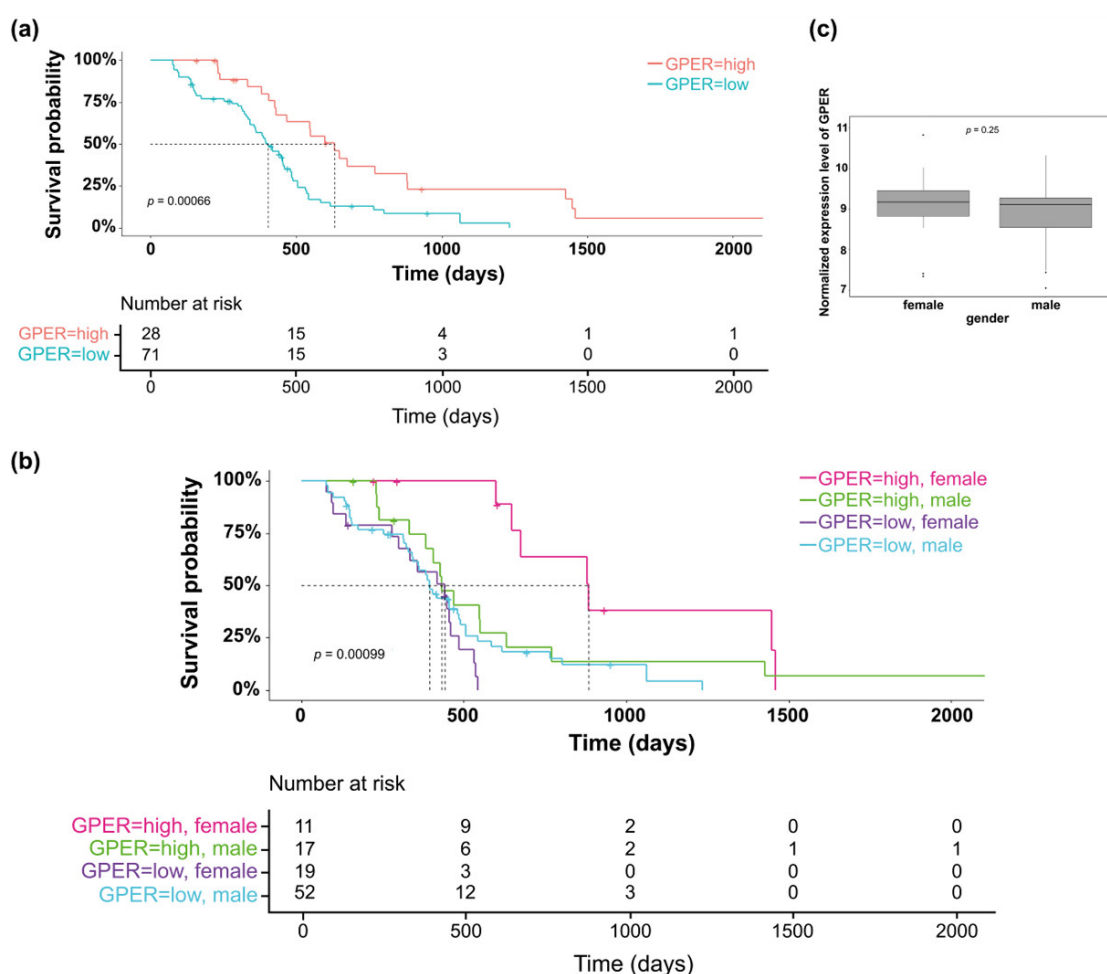 (a)
Survival probability
100%
75%
50%
25%
0%
p = 0.00066
GPER=high
GPER=low
0 500 1000 1500 2000
Time (days)
Number at risk
GPER=high 28 15 4 1 1
GPER=low 71 15 3 0 0
0 500 1000 1500 2000
Time (days)
(c)
Normalized expression level of GPER
p = 0.25
11
10
9
8
7
female male
gender
(b)
Survival probability
100%
75%
50%
25%
0%
p = 0.00099
GPER=high, female
GPER=high, male
GPER=low, female
GPER=low, male
0 500 1000 1500 2000
Time (days)
Number at risk
GPER=high, female 11 9 2 0 0
GPER=high, male 17 6 2 1 1
GPER=low, female 19 3 0 0 0
GPER=low, male 52 12 3 0 0
0 500 1000 1500 2000
Time (days)